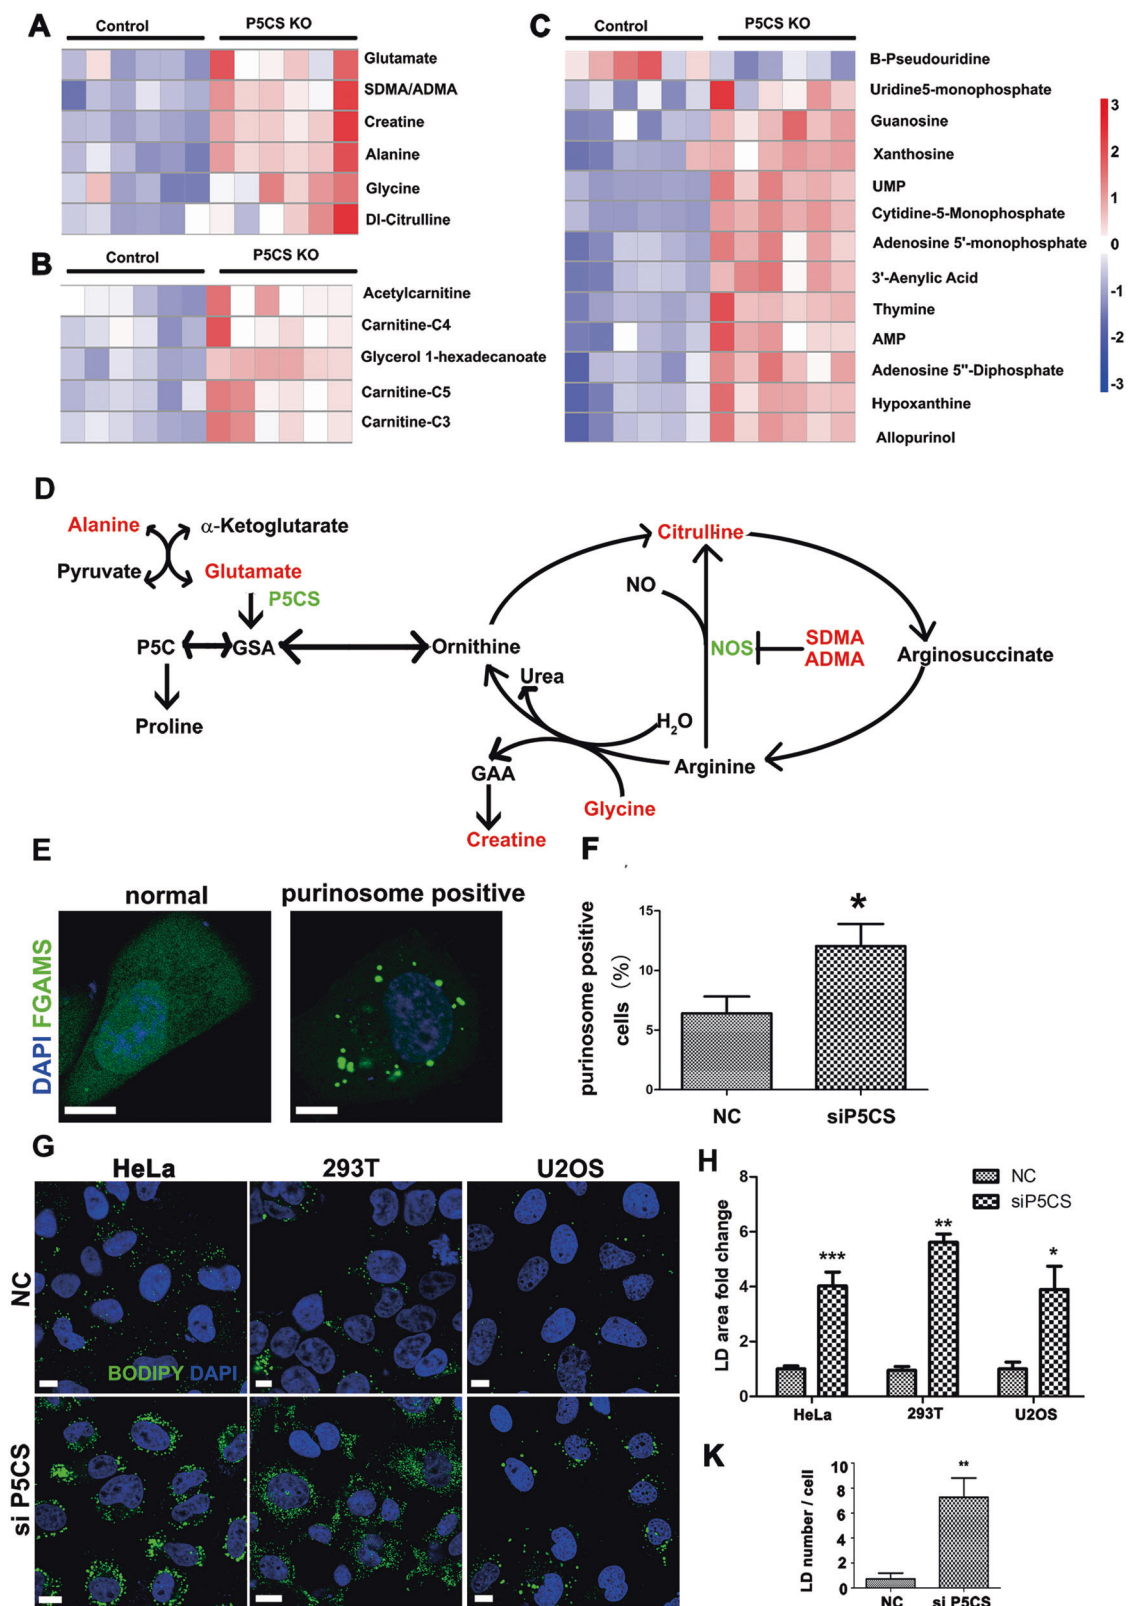 A
Control
P5CS KO
Glutamate
SDMA/ADMA
Creatine
Alanine
Glycine
Dl-Citrulline
B
Control
P5CS KO
Acetylcarnitine
Carnitine-C4
Glycerol 1-hexadecanoate
Carnitine-C5
Carnitine-C3
C
Control
P5CS KO
B-Pseudouridine
Uridine5-monophosphate
Guanosine
Xanthosine
UMP
Cytidine-5-Monophosphate
Adenosine 5'-monophosphate
3'-Aenylic Acid
Thymine
AMP
Adenosine 5"-Diphosphate
Hypoxanthine
Allopurinol
3
2
1
0
-1
-2
-3
D
Alanine
α-Ketoglutarate
Pyruvate
Glutamate
P5CS
P5C
GSA
Proline
Ornithine
Urea
H2O
GAA
Creatine
Glycine
Arginine
Citrulline
NO
NOS
SDMA
ADMA
Arginosuccinate
E
normal
purinosome positive
DAPI FGAMS
F
purinosome positive
cells (%)
15
10
5
0
*
NC
siP5CS
G
HeLa
293T
U2OS
NC
BODIPY DAPI
si P5CS
H
LD area fold change
8
6
4
2
0
NC
siP5CS
***
**
*
HeLa
293T
U2OS
K
LD number / cell
10
8
6
4
2
0
**
NC
si P5CS